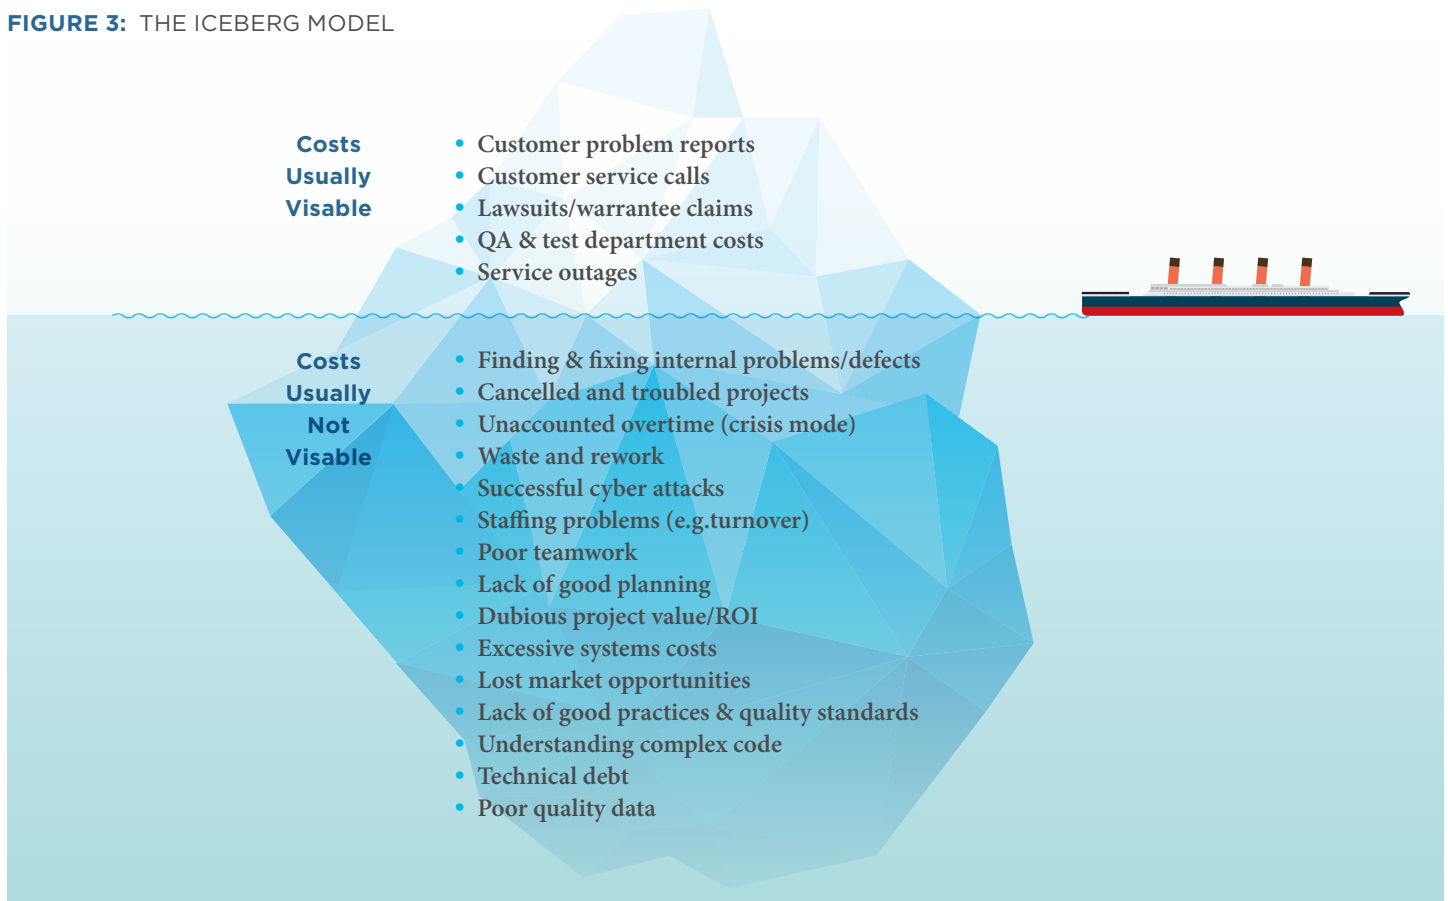 FIGURE 3: THE ICEBERG MODEL
Costs
Usually
Visable
• Customer problem reports
• Customer service calls
• Lawsuits/warrantee claims
• QA & test department costs
• Service outages
Costs
Usually
Not
Visable
• Finding & fixing internal problems/defects
• Cancelled and troubled projects
• Unaccounted overtime (crisis mode)
• Waste and rework
• Successful cyber attacks
• Staffing problems (e.g.turnover)
• Poor teamwork
• Lack of good planning
• Dubious project value/ROI
• Excessive systems costs
• Lost market opportunities
• Lack of good practices & quality standards
• Understanding complex code
• Technical debt
• Poor quality data